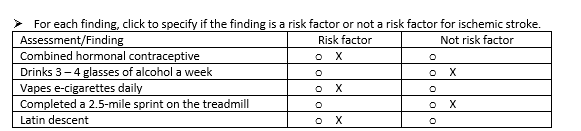 ➤ For each finding, click to specify if the finding is a risk factor or not a risk factor for ischemic stroke.
Assessment/Finding Risk factor Not risk factor
Combined hormonal contraceptive o X o
Drinks 3 – 4 glasses of alcohol a week o o X
Vapes e-cigarettes daily o X o
Completed a 2.5-mile sprint on the treadmill o o X
Latin descent o X o